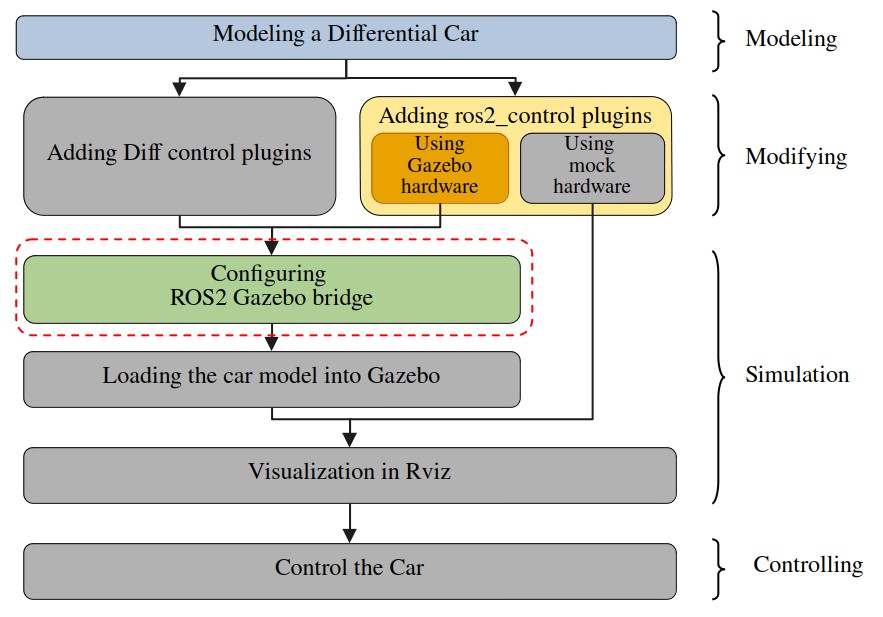 Modeling a Differential Car
Modeling
Adding Diff control plugins
Adding ros2_control plugins
Using
Gazebo
hardware
Using
mock
hardware
Modifying
Configuring
ROS2 Gazebo bridge
Loading the car model into Gazebo
Simulation
Visualization in Rviz
Control the Car
Controlling